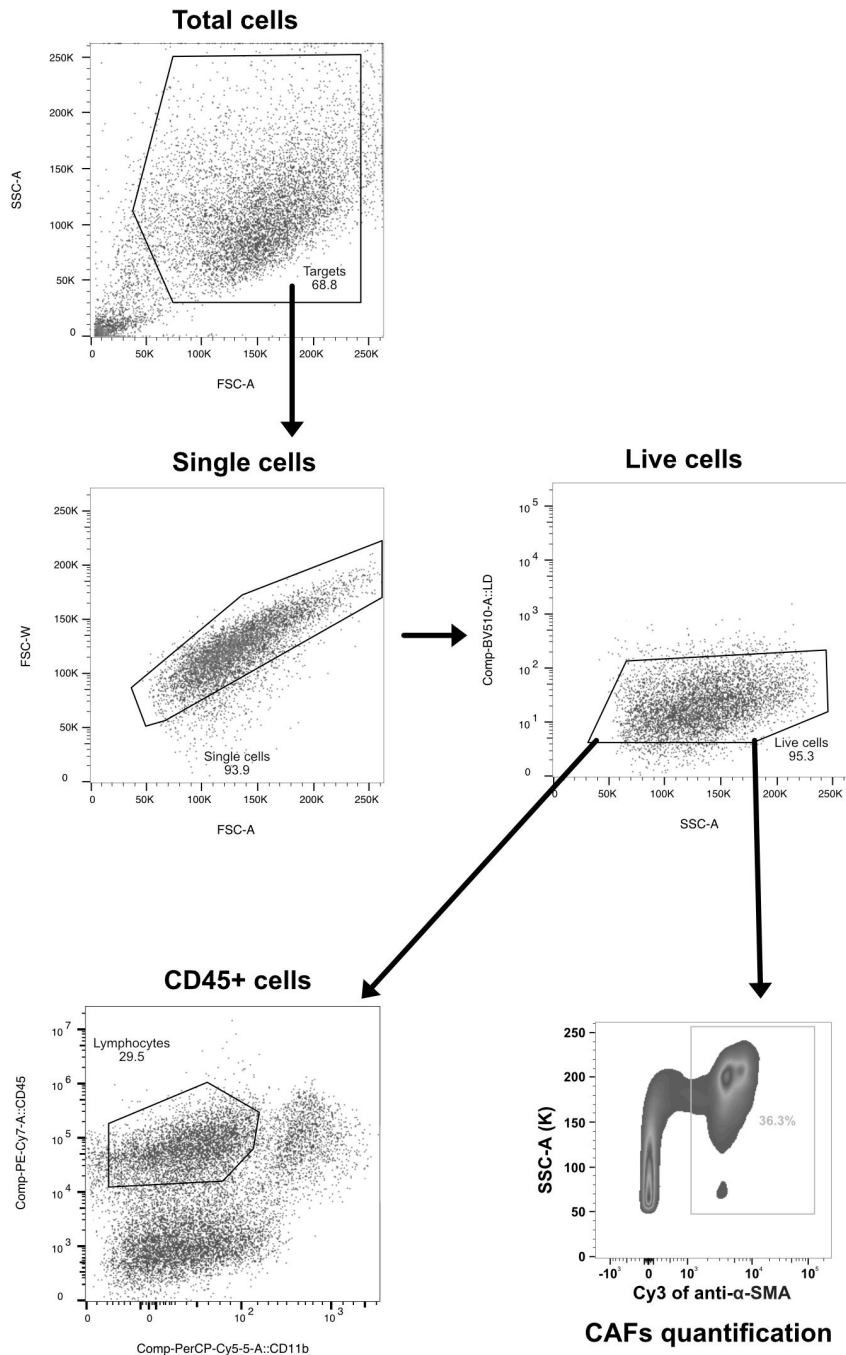 Total cells
250K
200K
150K
100K
50K
0
SSC-A
Targets
68.8
0 50K 100K 150K 200K 250K
FSC-A
Single cells
250K
200K
150K
100K
50K
0
FSC-W
Single cells
93.9
0 50K 100K 150K 200K 250K
FSC-A
Live cells
10^5
10^4
10^3
10^2
10^1
0
Comp-BV510-A::LD
Live cells
95.3
0 50K 100K 150K 200K 250K
SSC-A
CD45+ cells
10^7
10^6
10^5
10^4
10^3
0
Comp-PE-Cy7-A::CD45
Lymphocytes
29.5
0 10^2 10^3
Comp-PerCP-Cy5-5-A::CD11b
250
200
150
100
50
0
SSC-A (K)
36.3%
-10^3 0 10^3 10^4 10^5
Cy3 of anti-α-SMA
CAFs quantification